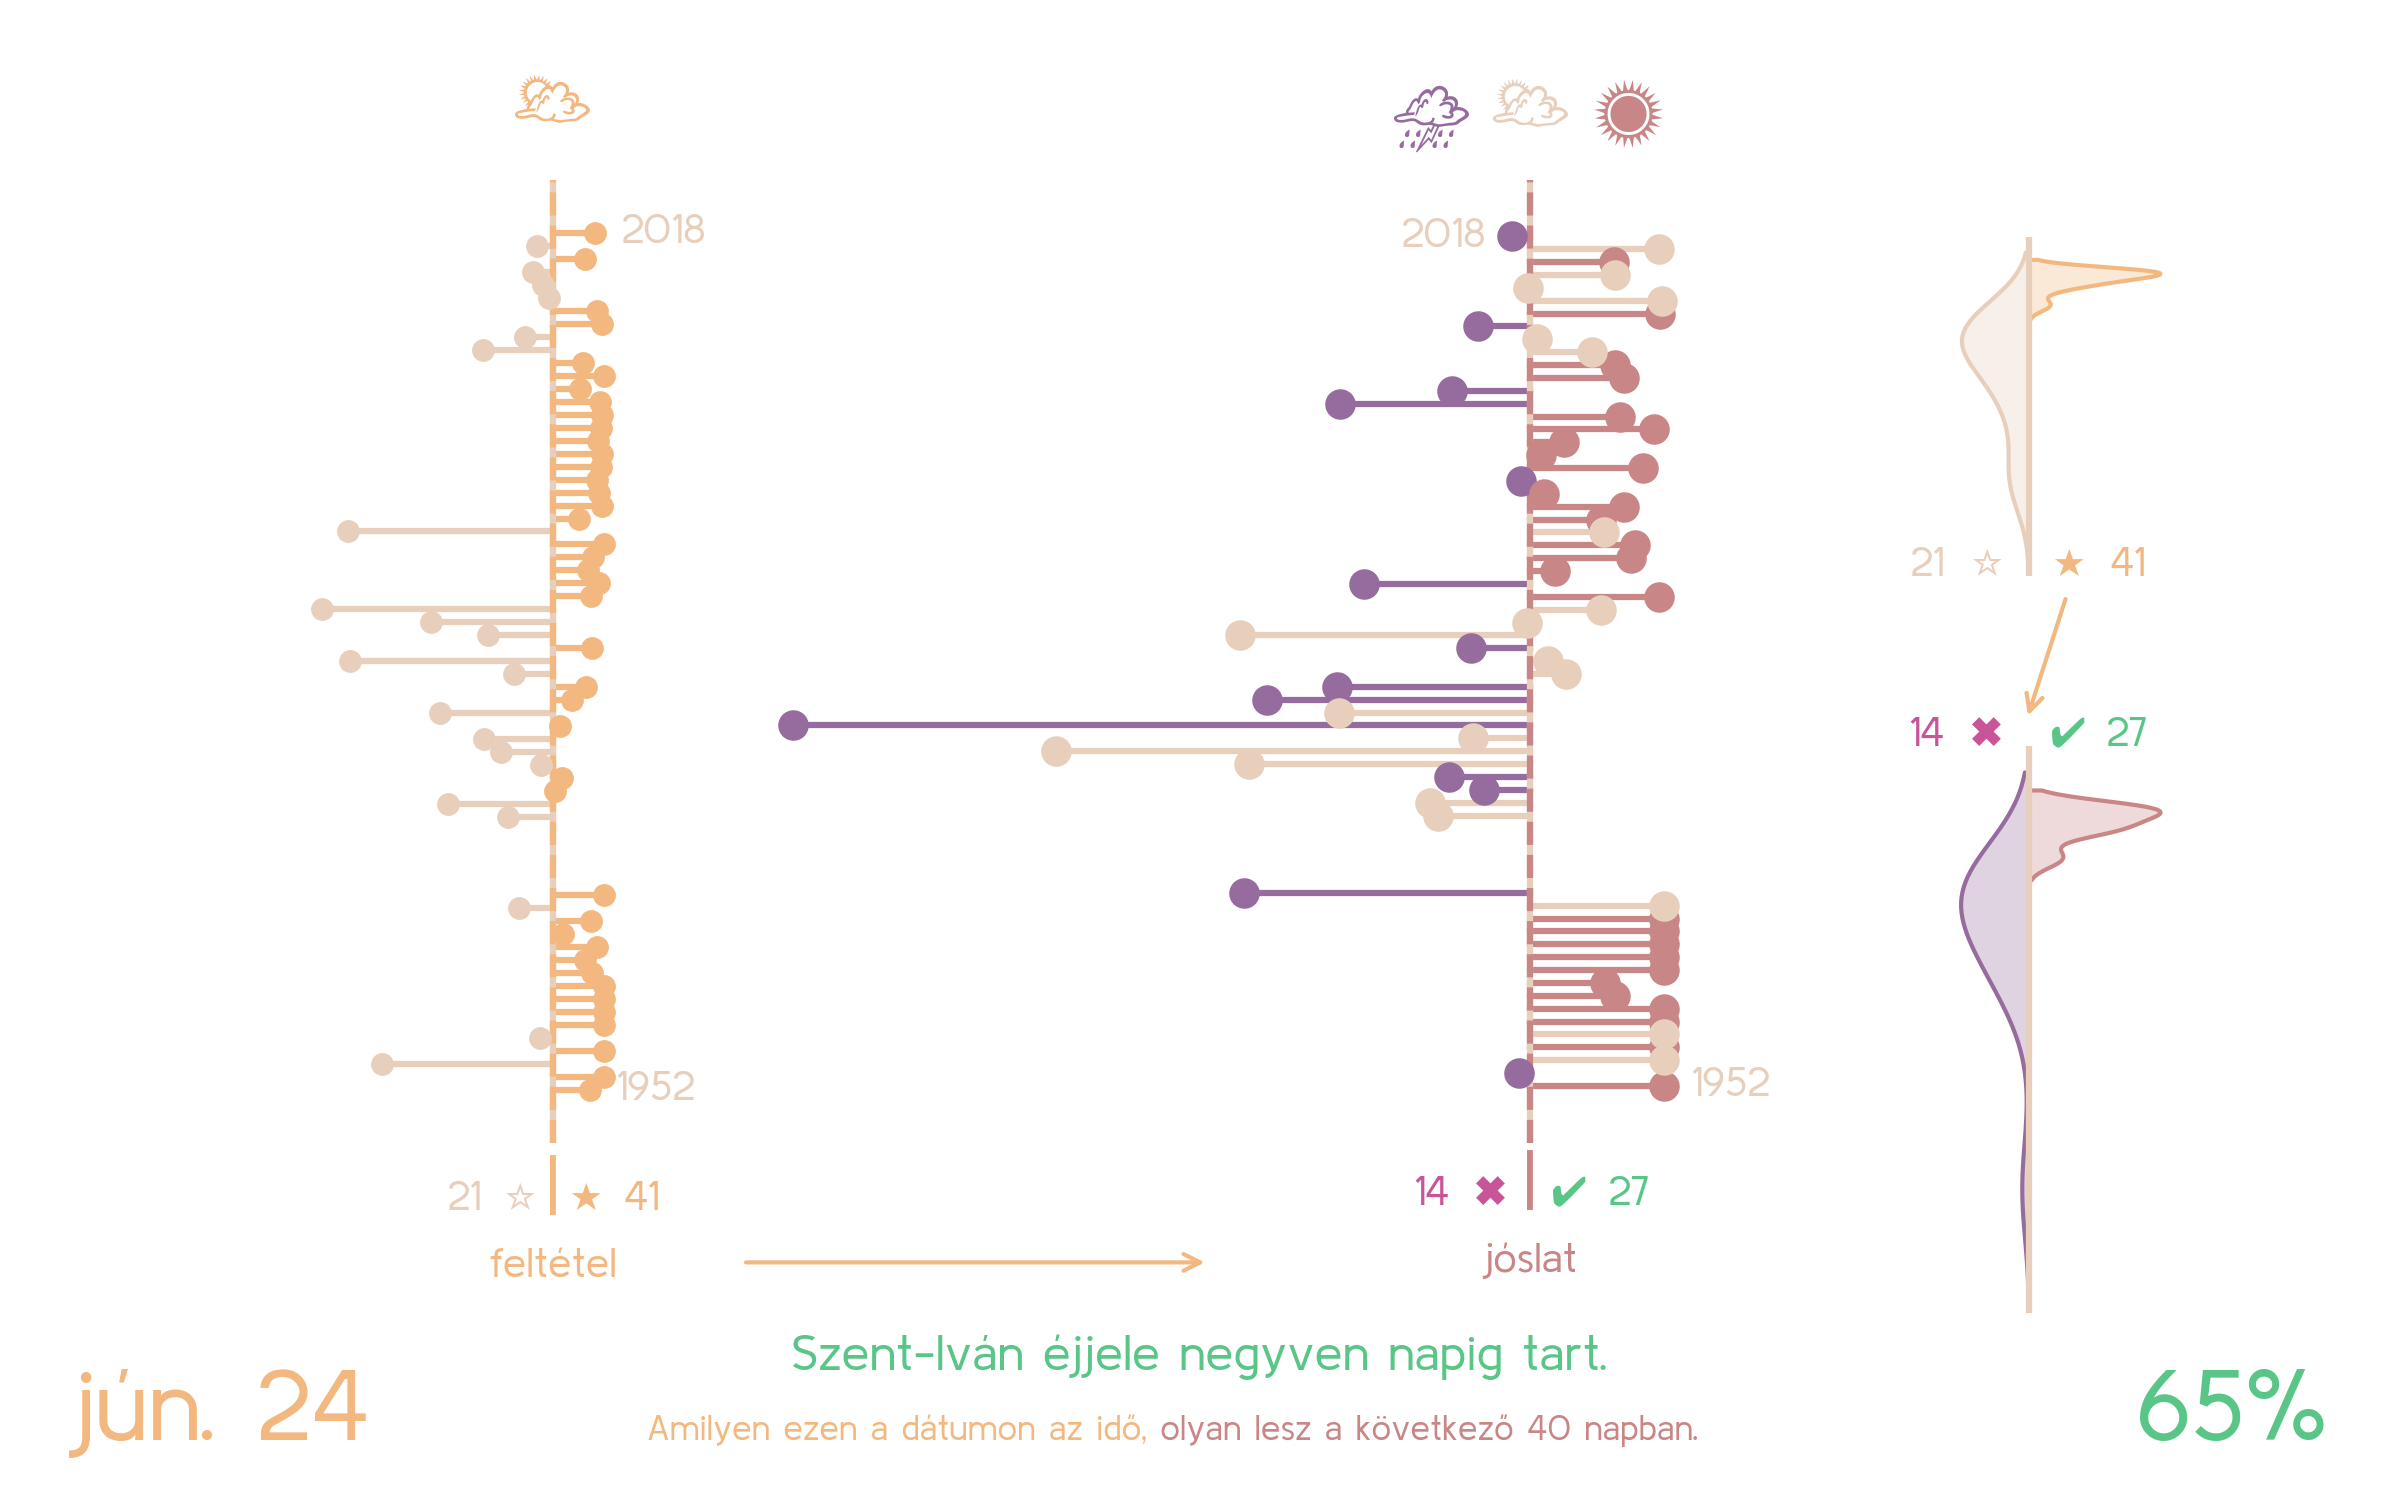 2018
2018
21 ☆ ★ 41
14 ✖ ✔ 27
1952
1952
21 ☆ ★ 41
14 ✖ ✔ 27
feltétel
jóslat
Szent-Iván éjjele negyven napig tart.
jún. 24
65%
Amilyen ezen a dátumon az idő, olyan lesz a következő 40 napban.